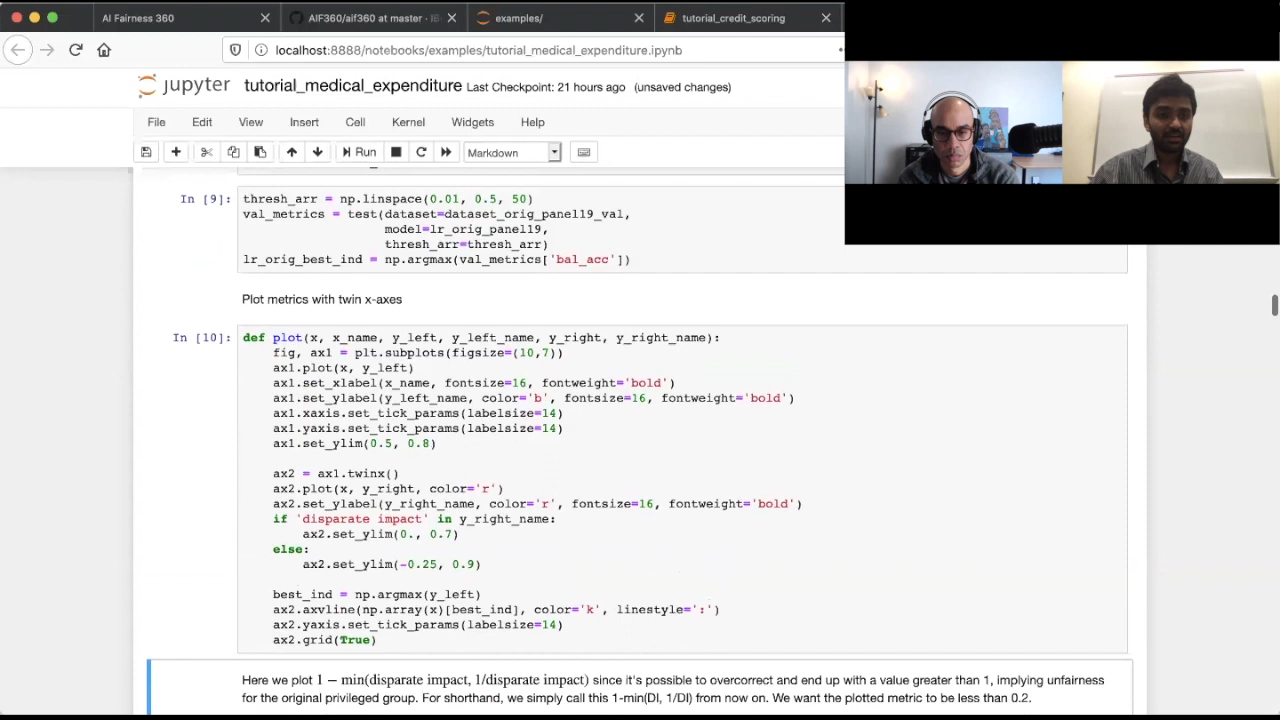 AI Fairness 360
AIF360/aif360 at master · IB
examples/
tutorial_credit_scoring
localhost:8888/notebooks/examples/tutorial_medical_expenditure.ipynb
jupyter tutorial_medical_expenditure Last Checkpoint: 21 hours ago (unsaved changes)
File Edit View Insert Cell Kernel Widgets Help
Run Markdown
In [9]: thresh_arr = np.linspace(0.01, 0.5, 50)
val_metrics = test(dataset=dataset_orig_panel19_val,
model=lr_orig_panel19,
thresh_arr=thresh_arr)
lr_orig_best_ind = np.argmax(val_metrics['bal_acc'])
Plot metrics with twin x-axes
In [10]: def plot(x, x_name, y_left, y_left_name, y_right, y_right_name):
fig, ax1 = plt.subplots(figsize=(10,7))
ax1.plot(x, y_left)
ax1.set_xlabel(x_name, fontsize=16, fontweight='bold')
ax1.set_ylabel(y_left_name, color='b', fontsize=16, fontweight='bold')
ax1.xaxis.set_tick_params(labelsize=14)
ax1.yaxis.set_tick_params(labelsize=14)
ax1.set_ylim(0.5, 0.8)
ax2 = ax1.twinx()
ax2.plot(x, y_right, color='r')
ax2.set_ylabel(y_right_name, color='r', fontsize=16, fontweight='bold')
if 'disparate impact' in y_right_name:
ax2.set_ylim(0., 0.7)
else:
ax2.set_ylim(-0.25, 0.9)
best_ind = np.argmax(y_left)
ax2.axvline(np.array(x)[best_ind], color='k', linestyle=':')
ax2.yaxis.set_tick_params(labelsize=14)
ax2.grid(True)
Here we plot 1 − min(disparate impact, 1/disparate impact) since it's possible to overcorrect and end up with a value greater than 1, implying unfairness
for the original privileged group. For shorthand, we simply call this 1-min(DI, 1/DI) from now on. We want the plotted metric to be less than 0.2.